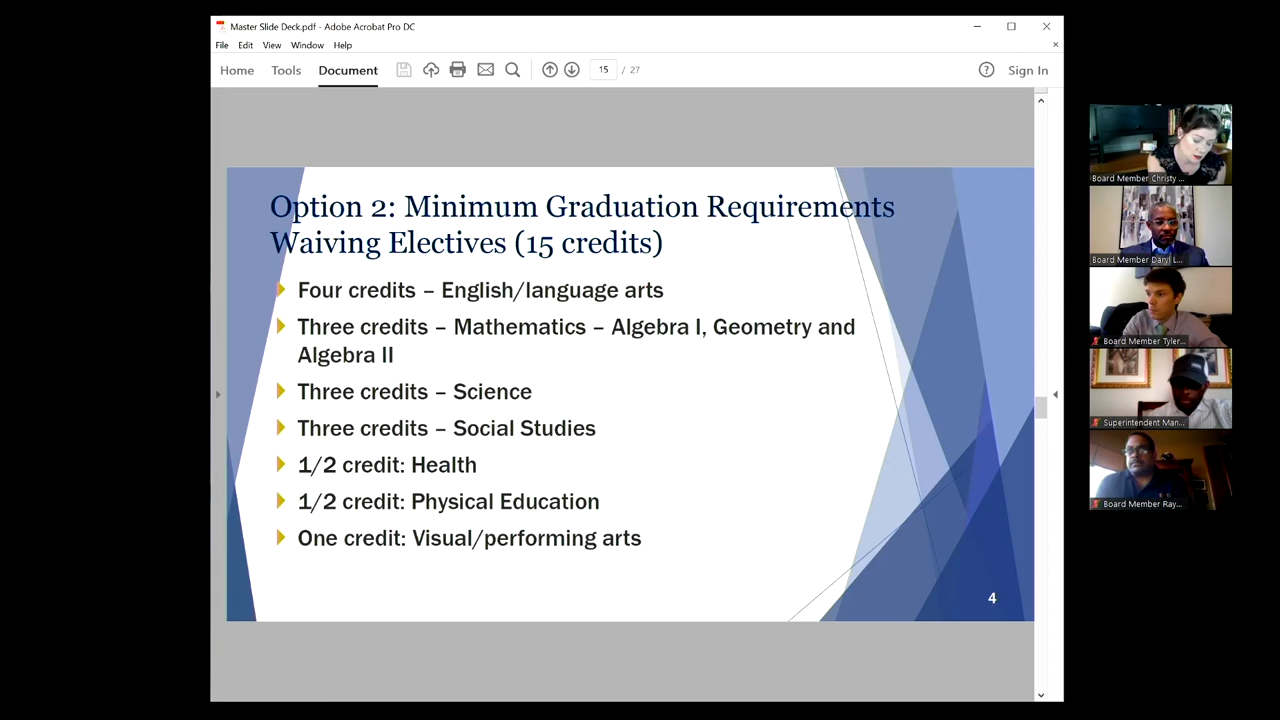 Master Slide Deck.pdf - Adobe Acrobat Pro DC
File Edit View Window Help
Home Tools Document 15 / 27 Sign In
Option 2: Minimum Graduation Requirements
Waiving Electives (15 credits)
Four credits – English/language arts
Three credits – Mathematics – Algebra I, Geometry and
Algebra II
Three credits – Science
Three credits – Social Studies
1/2 credit: Health
1/2 credit: Physical Education
One credit: Visual/performing arts
4
Board Member Christy ...
Board Member Daryl L...
Board Member Tyler...
Superintendent Man...
Board Member Ray...